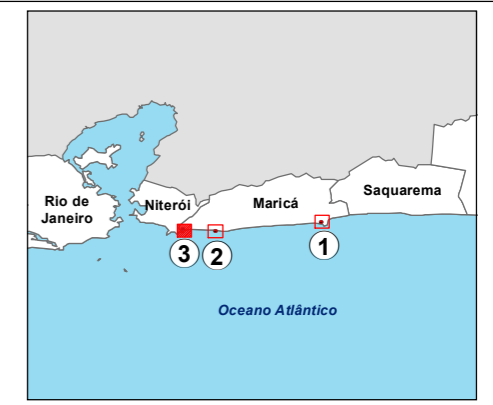 Rio de
Janeiro
Niterói
Maricá
Saquarema
3
2
1
Oceano Atlântico